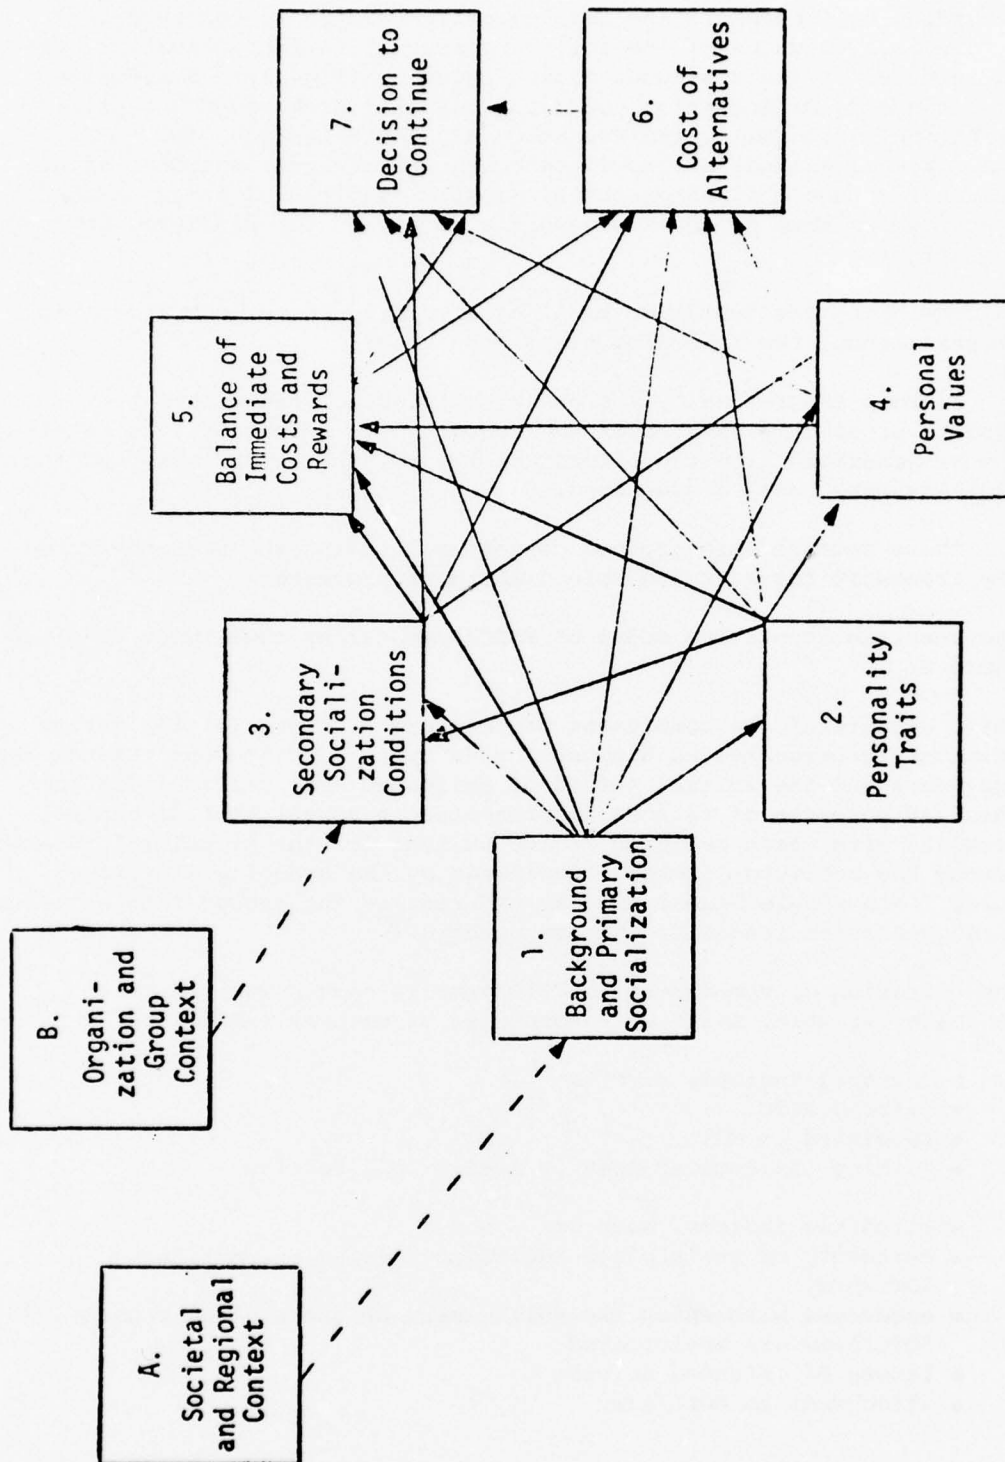 A.
Societal
and Regional
Context
B.
Organi-
zation and
Group
Context
1.
Background
and Primary
Socialization
2.
Personality
Traits
3.
Secondary
Sociali-
zation
Conditions
4.
Personal
Values
5.
Balance of
Immediate
Costs and
Rewards
6.
Cost of
Alternatives
7.
Decision to
Continue